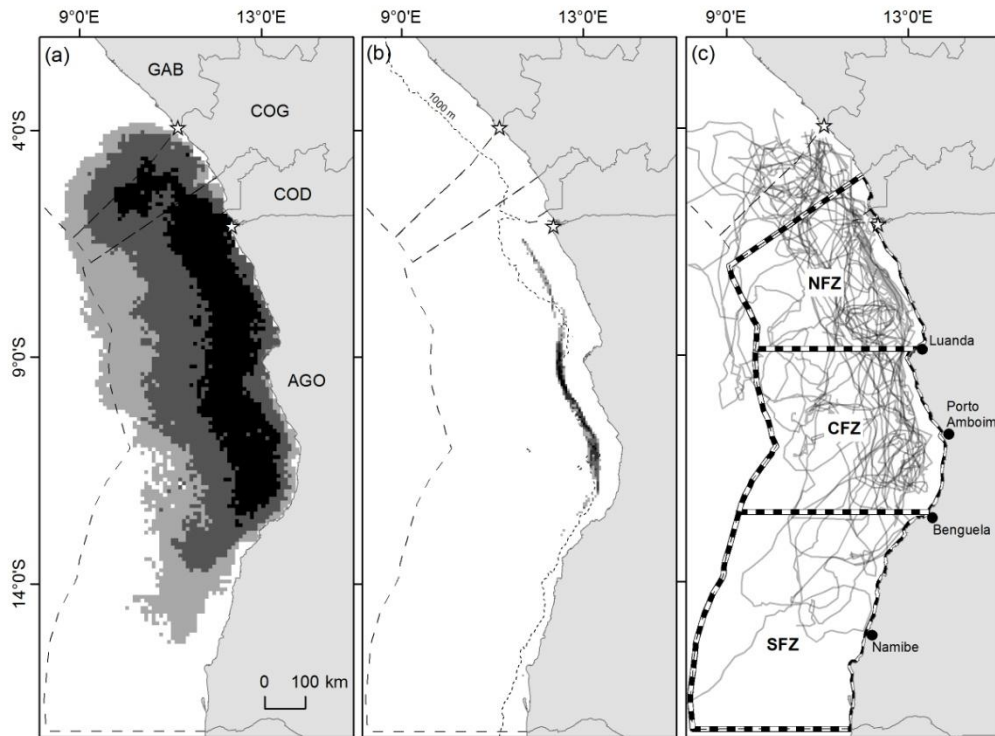 9°0'E 13°0'E 9°0'E 13°0'E 9°0'E 13°0'E
(a) (b) (c)
GAB
COG
1000 m
4°0'S
COD
NFZ
9°0'S
Luanda
AGO
Porto
Amboim
CFZ
Benguela
14°0'S
SFZ
Namibe
0 100 km